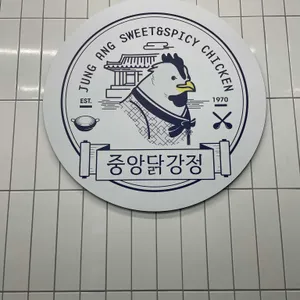 JUNG ANG SWEET&SPICY CHICKEN
EST. 1970
중앙닭강정